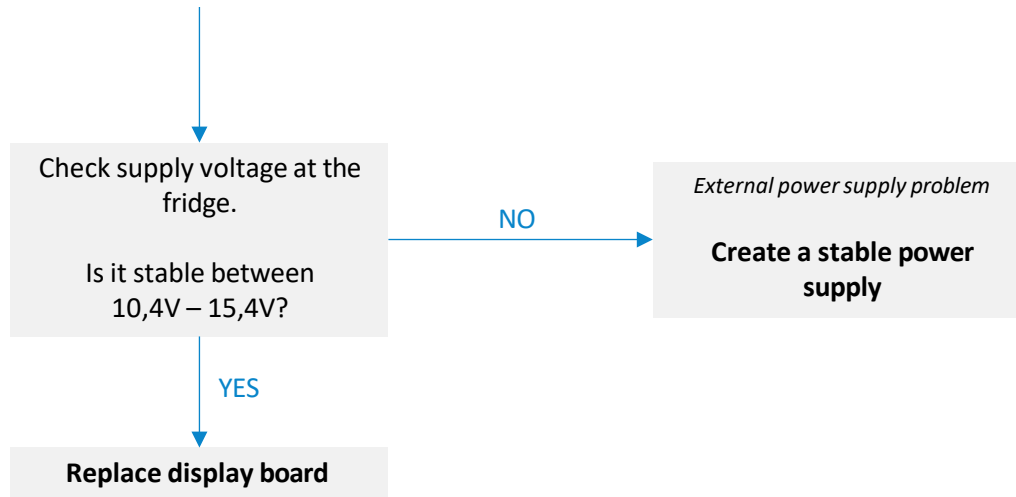 Check supply voltage at the
fridge.
Is it stable between
10,4V – 15,4V?
NO
External power supply problem
Create a stable power
supply
YES
Replace display board